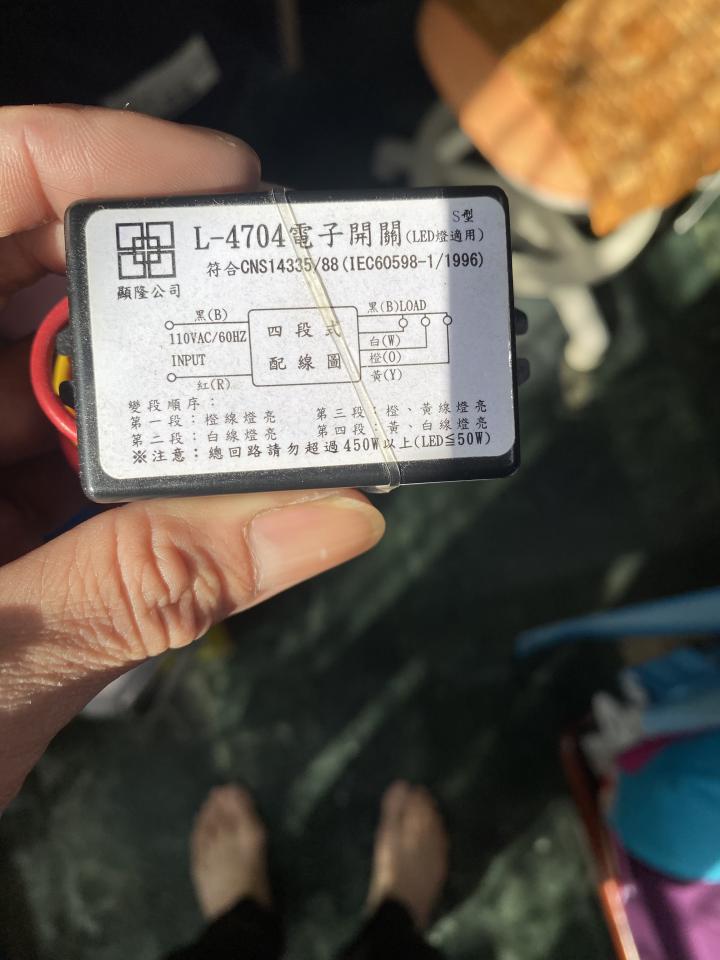 S型
L-4704電子開關(LED燈適用)
符合CNS14335/88(IEC60598-1/1996)
顯隆公司
黑(B)
110VAC/60HZ
INPUT
紅(R)
四段式
配線圖
黑(B)LOAD
白(W)
橙(O)
黃(Y)
變段順序：
第一段：橙線燈亮
第二段：白線燈亮
第三段：橙、黃線燈亮
第四段：黃、白線燈亮
※注意：總回路請勿超過450W以上(LED≦50W)